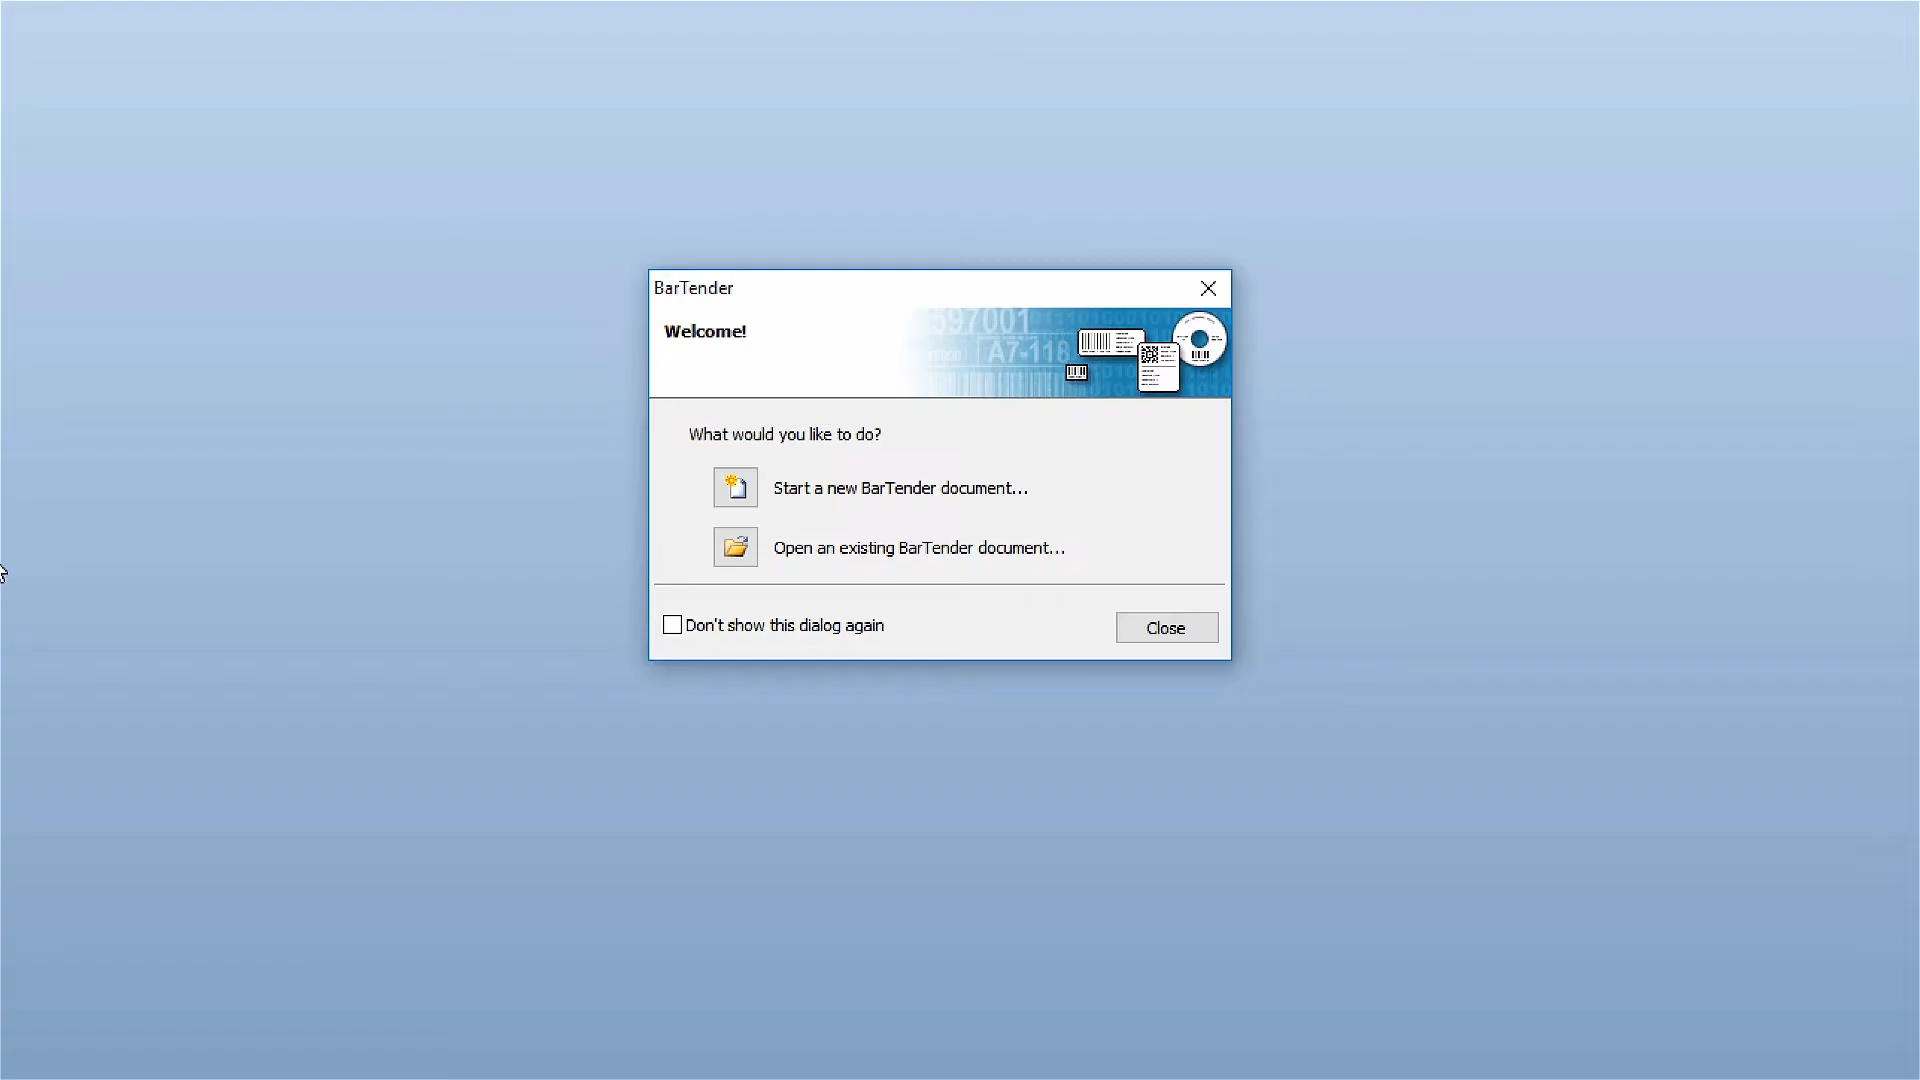 BarTender
Welcome!
597001
A7-118
What would you like to do?
Start a new BarTender document...
Open an existing BarTender document...
Don't show this dialog again
Close